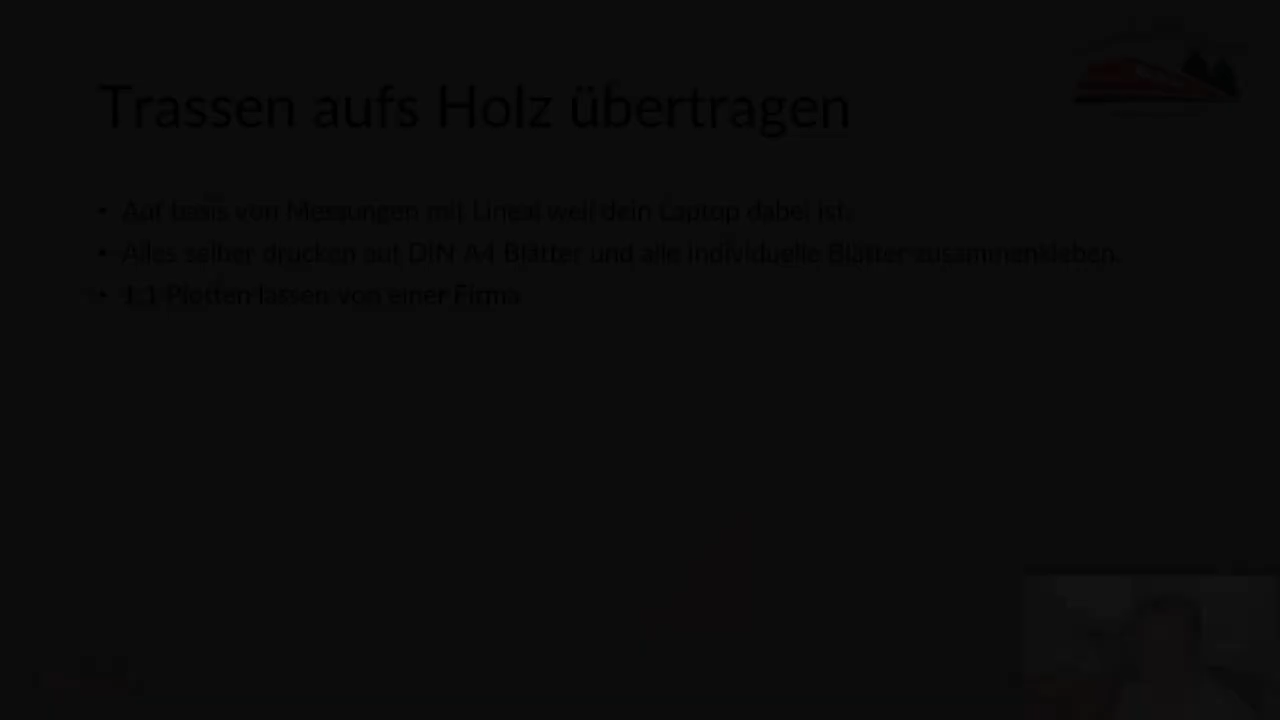 Trassen aufs Holz übertragen
• Auf basis von Messungen mit Lineal weil dein Laptop dabei ist.
• Alles selber drucken auf DIN A4 Blätter und alle individuelle Blätter zusammenkleben.
• 1:1 Plotten lassen von einer Firma